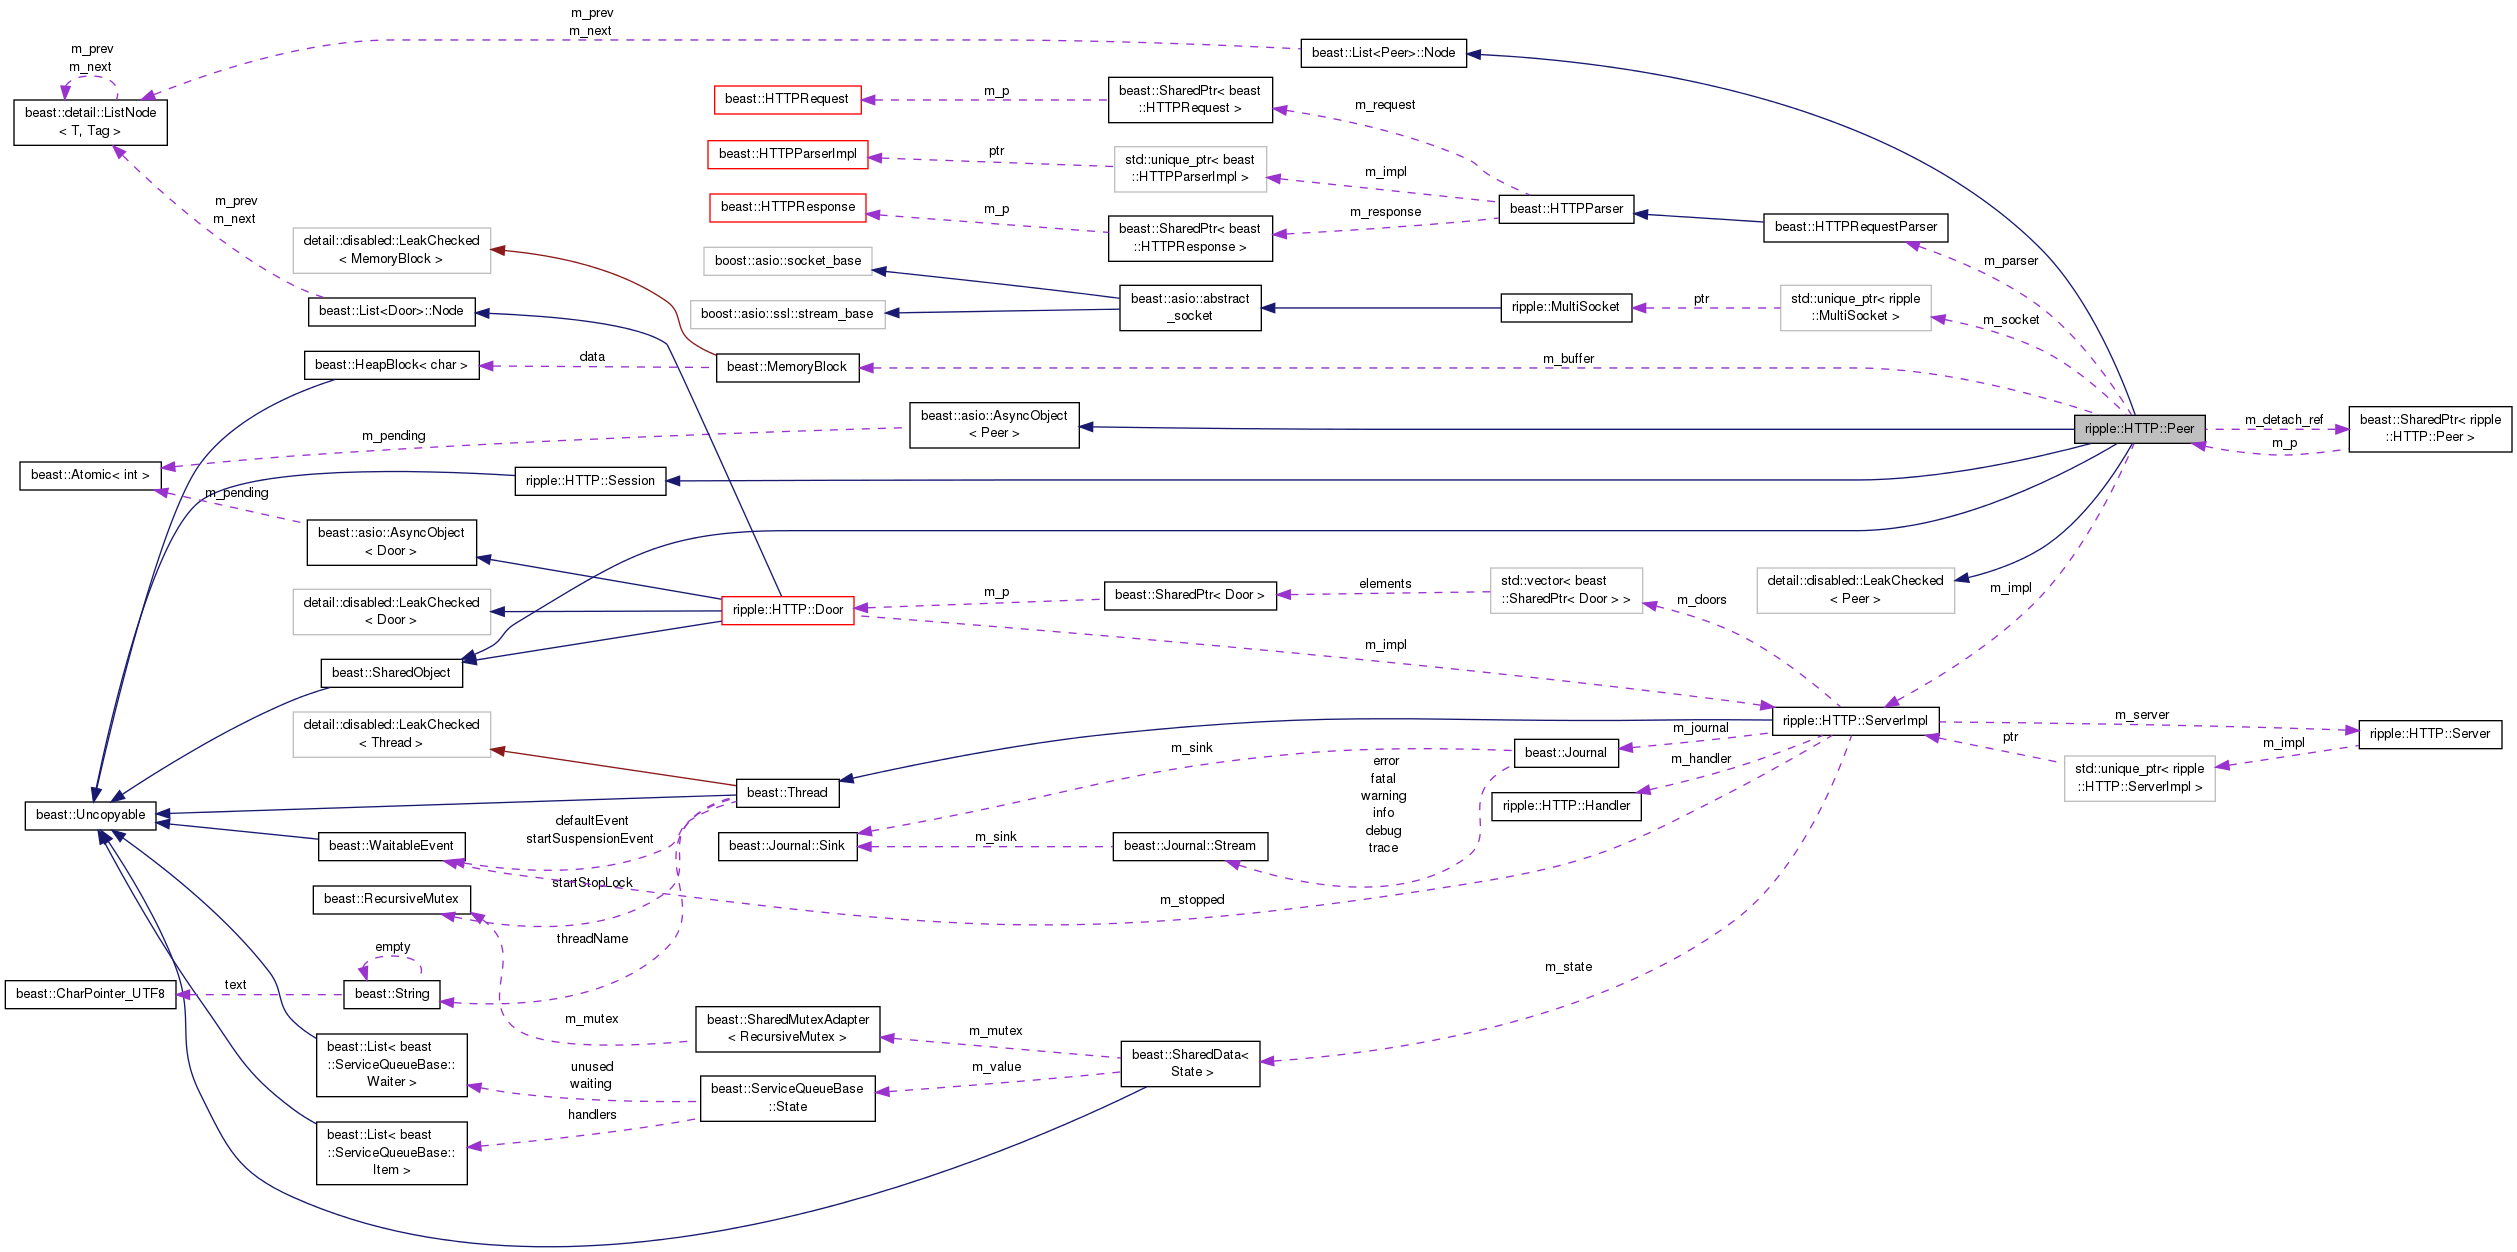 m_prev
m_next
m_prev
m_next
beast::List<Peer>::Node
beast::detail::ListNode
< T, Tag >
beast::HTTPRequest
m_p
beast::SharedPtr< beast
::HTTPRequest >
m_request
beast::HTTPParserImpl
ptr
std::unique_ptr< beast
::HTTPParserImpl >
m_impl
beast::HTTPResponse
m_p
beast::SharedPtr< beast
::HTTPResponse >
m_response
beast::HTTPParser
beast::HTTPRequestParser
m_prev
m_next
detail::disabled::LeakChecked
< MemoryBlock >
boost::asio::socket_base
boost::asio::ssl::stream_base
beast::asio::abstract
_socket
ripple::MultiSocket
ptr
std::unique_ptr< ripple
::MultiSocket >
m_parser
m_socket
beast::List<Door>::Node
beast::HeapBlock< char >
data
beast::MemoryBlock
m_buffer
beast::asio::AsyncObject
< Peer >
m_pending
ripple::HTTP::Peer
m_detach_ref
m_p
beast::SharedPtr< ripple
::HTTP::Peer >
beast::Atomic< int >
m_pending
ripple::HTTP::Session
beast::asio::AsyncObject
< Door >
detail::disabled::LeakChecked
< Door >
ripple::HTTP::Door
m_p
beast::SharedPtr< Door >
elements
std::vector< beast
::SharedPtr< Door > >
m_doors
detail::disabled::LeakChecked
< Peer >
m_impl
m_impl
beast::SharedObject
detail::disabled::LeakChecked
< Thread >
ripple::HTTP::ServerImpl
m_server
ripple::HTTP::Server
ptr
m_impl
std::unique_ptr< ripple
::HTTP::ServerImpl >
m_journal
m_handler
m_sink
beast::Journal
error
fatal
warning
info
debug
trace
ripple::HTTP::Handler
beast::Thread
beast::Uncopyable
defaultEvent
startSuspensionEvent
beast::WaitableEvent
beast::Journal::Sink
m_sink
beast::Journal::Stream
startStopLock
beast::RecursiveMutex
m_stopped
threadName
empty
beast::CharPointer_UTF8
text
beast::String
m_state
m_mutex
beast::SharedMutexAdapter
< RecursiveMutex >
m_mutex
beast::SharedData<
State >
m_value
beast::List< beast
::ServiceQueueBase::
Waiter >
unused
waiting
beast::ServiceQueueBase
::State
handlers
beast::List< beast
::ServiceQueueBase::
Item >